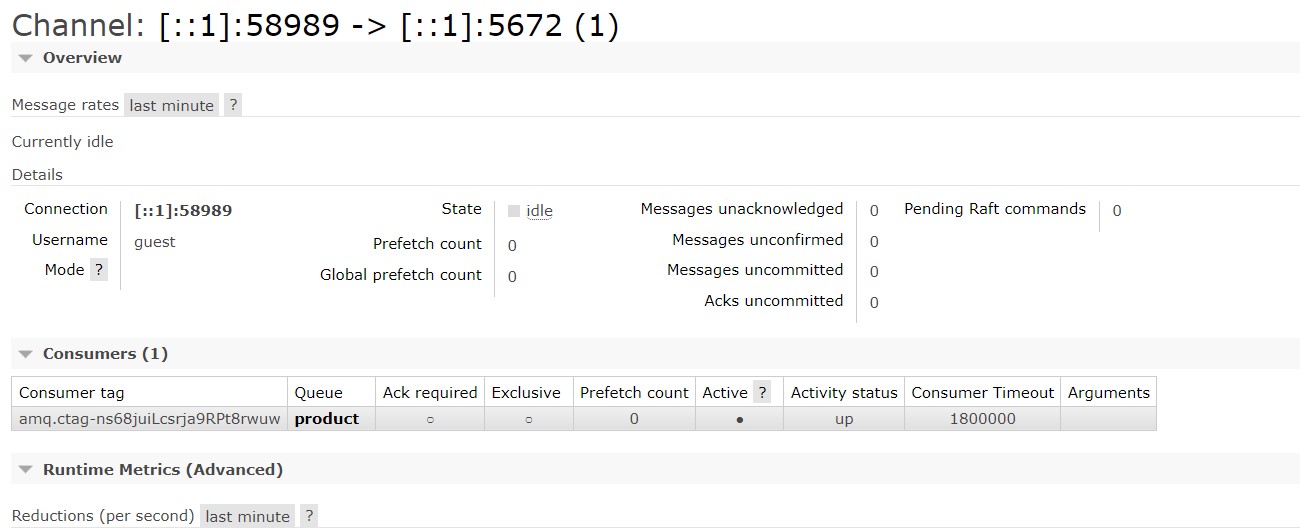 Channel: [::1]:58989 -> [::1]:5672 (1)
Overview
Message rates last minute ?
Currently idle
Details
Connection [::1]:58989 State idle Messages unacknowledged 0 Pending Raft commands 0
Username guest Prefetch count 0 Messages unconfirmed 0
Mode ? Global prefetch count 0 Messages uncommitted 0
Acks uncommitted 0
Consumers (1)
Consumer tag Queue Ack required Exclusive Prefetch count Active ? Activity status Consumer Timeout Arguments
amq.ctag-ns68juiLcsrja9RPt8rwuw product ○ ○ 0 ● up 1800000
Runtime Metrics (Advanced)
Reductions (per second) last minute ?